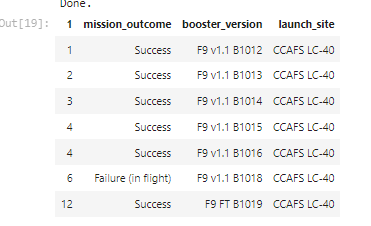 Done.
Out[19]: 1 mission_outcome booster_version launch_site
1 Success F9 v1.1 B1012 CCAFS LC-40
2 Success F9 v1.1 B1013 CCAFS LC-40
3 Success F9 v1.1 B1014 CCAFS LC-40
4 Success F9 v1.1 B1015 CCAFS LC-40
4 Success F9 v1.1 B1016 CCAFS LC-40
6 Failure (in flight) F9 v1.1 B1018 CCAFS LC-40
12 Success F9 FT B1019 CCAFS LC-40